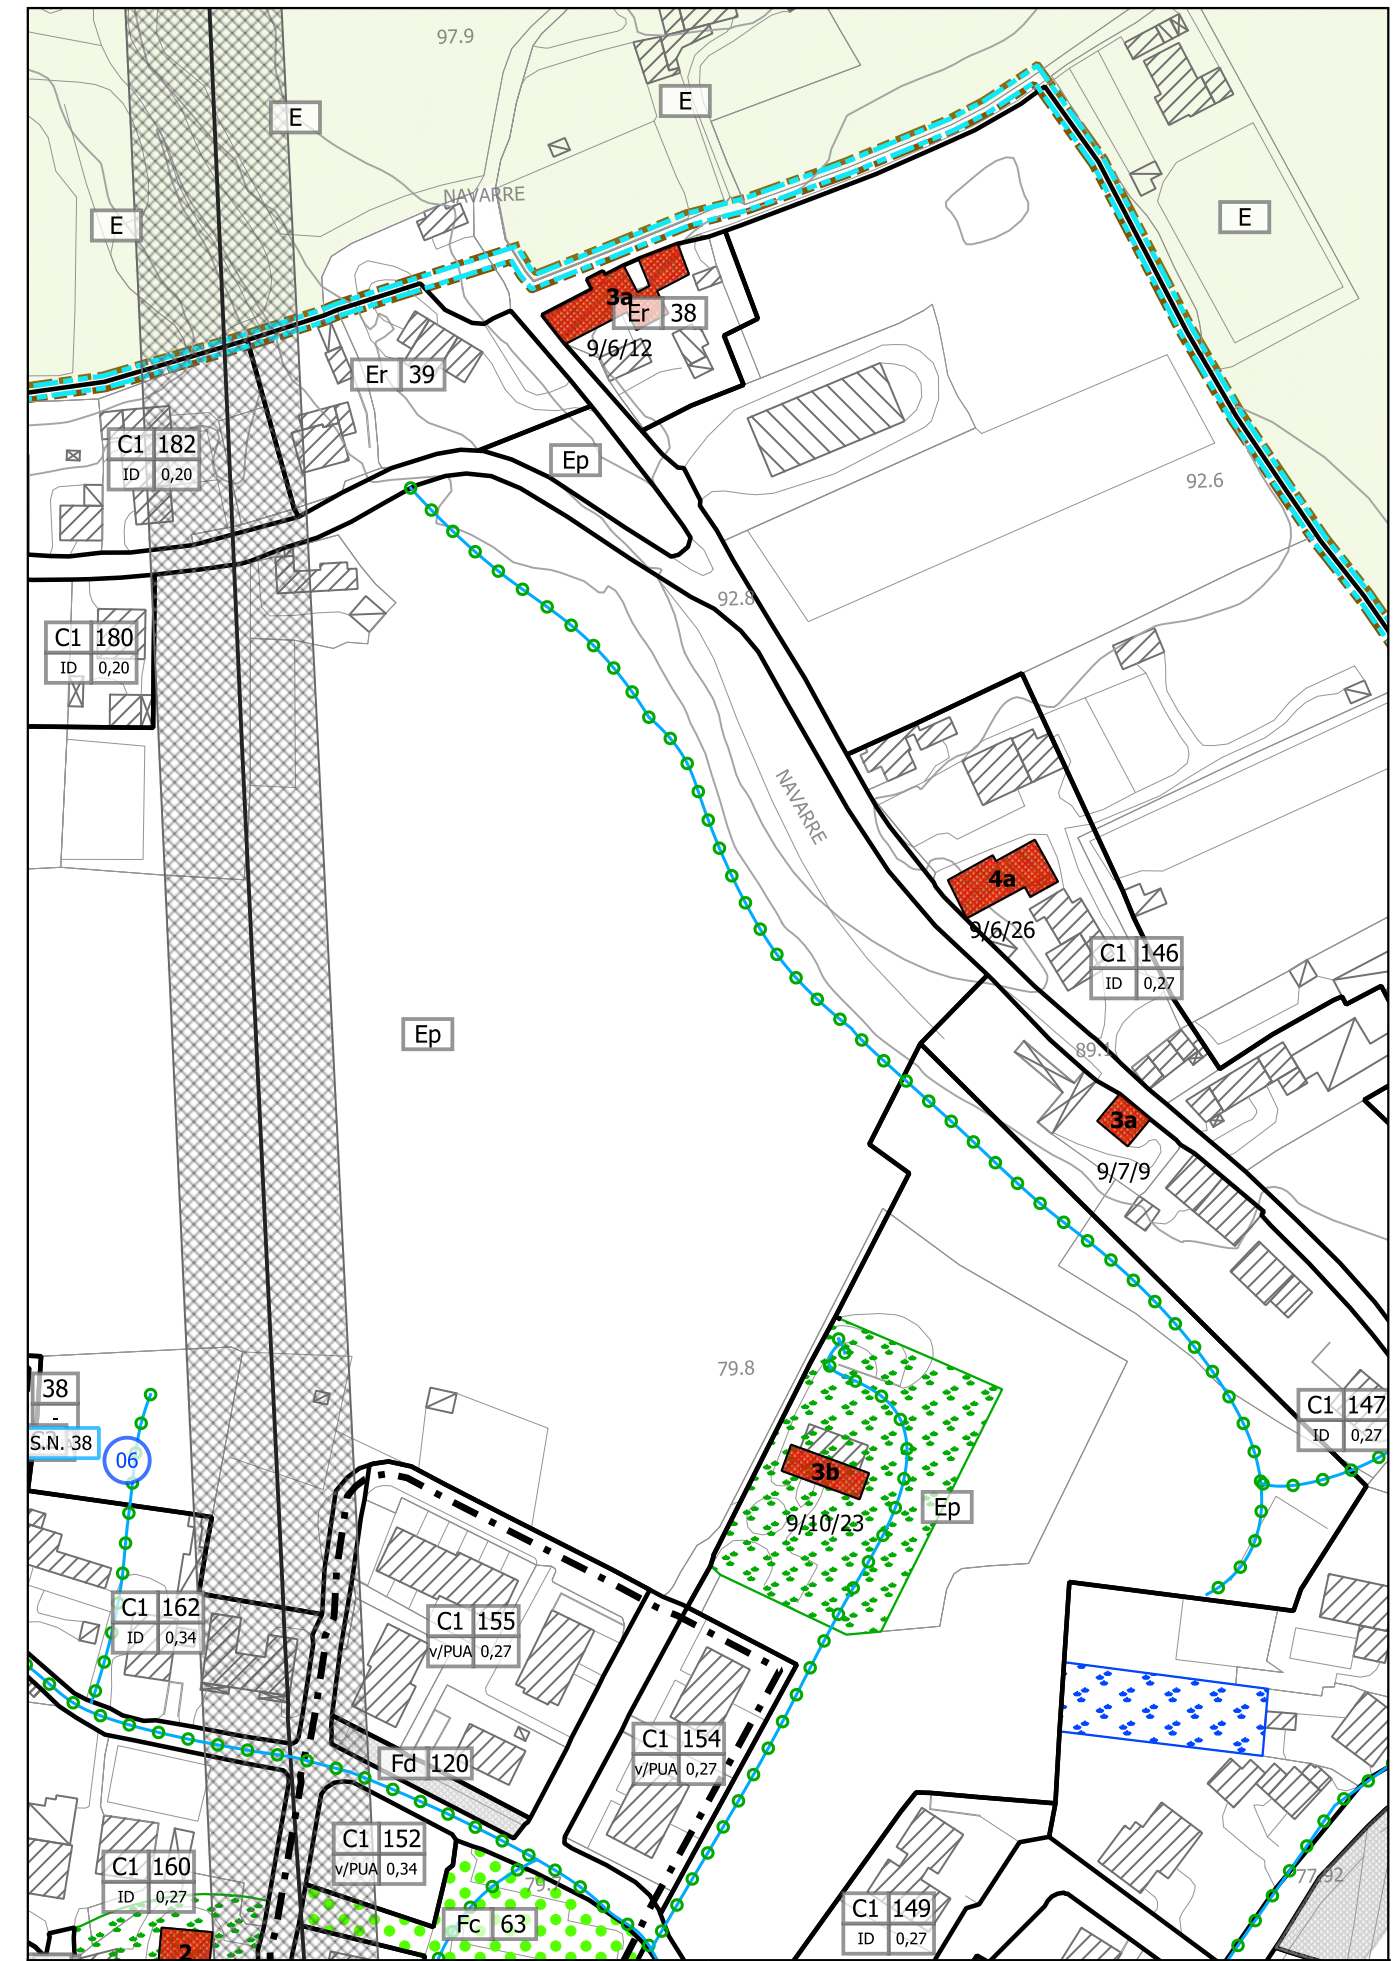 97.9
E
E
E
NAVARRE
E
3a
Er 38
9/6/12
Er 39
C1 182
ID 0,20
Ep
92.6
92.8
C1 180
ID 0,20
NAVARRE
4a
9/6/26
C1 146
ID 0,27
Ep
89.1
3a
9/7/9
79.8
38
-
S.N. 38
06
C1 147
ID 0,27
3b
Ep
9/10/23
C1 162
ID 0,34
C1 155
v/PUA 0,27
C1 154
v/PUA 0,27
Fd 120
C1 152
v/PUA 0,34
C1 160
ID 0,27
77.92
Fc 63
C1 149
ID 0,27
2